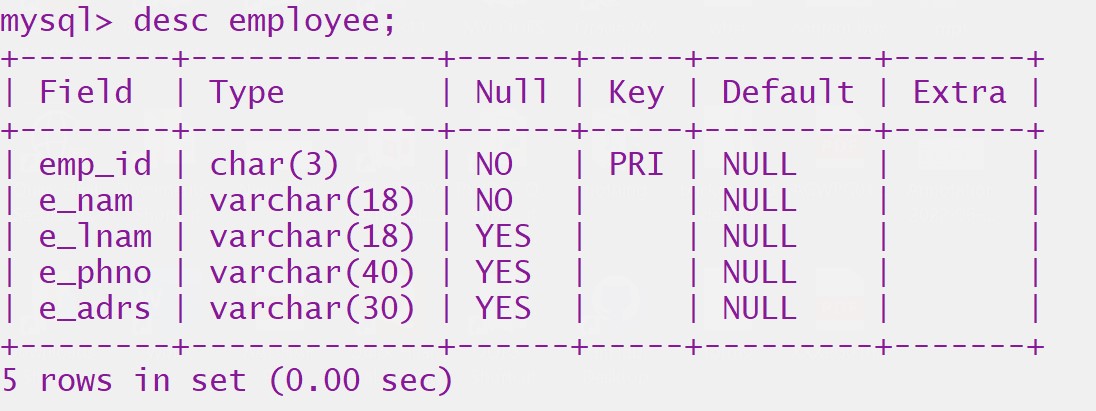 mysql> desc employee;
+--------+-------------+------+-----+---------+-------+
| Field  | Type        | Null | Key | Default | Extra |
+--------+-------------+------+-----+---------+-------+
| emp_id | char(3)     | NO   | PRI | NULL    |       |
| e_nam  | varchar(18) | NO   |     | NULL    |       |
| e_lnam | varchar(18) | YES  |     | NULL    |       |
| e_phno | varchar(40) | YES  |     | NULL    |       |
| e_adrs | varchar(30) | YES  |     | NULL    |       |
+--------+-------------+------+-----+---------+-------+
5 rows in set (0.00 sec)